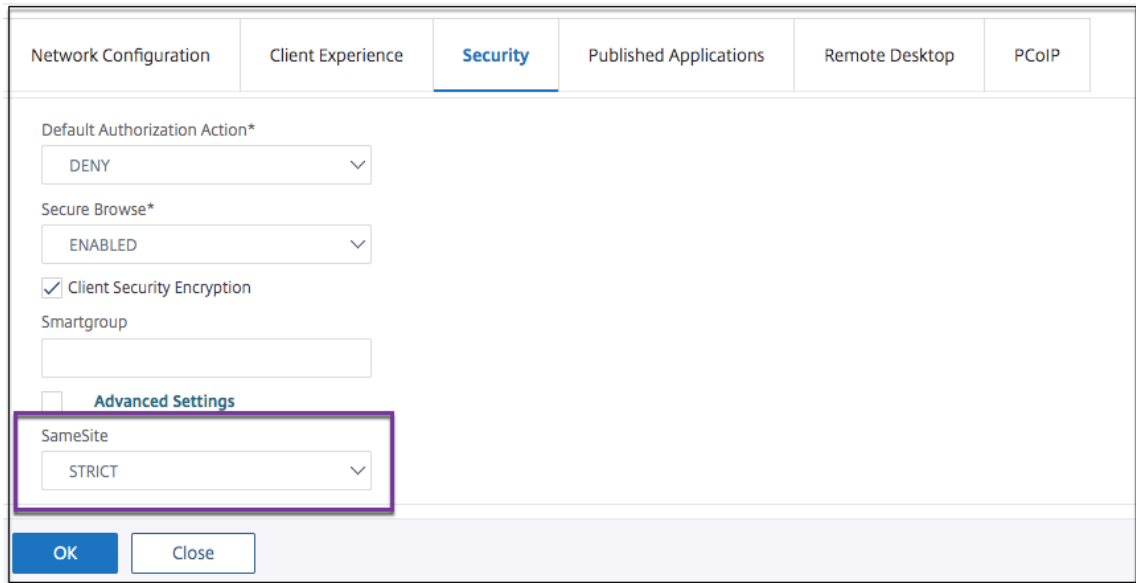 Network Configuration Client Experience Security Published Applications Remote Desktop PCoIP
Default Authorization Action*
DENY
Secure Browse*
ENABLED
Client Security Encryption
Smartgroup
Advanced Settings
SameSite
STRICT
OK Close